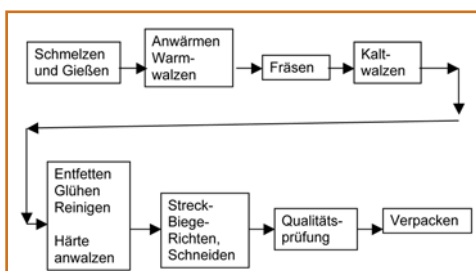 Schmelzen
und Gießen
Anwärmen
Warm-
walzen
Fräsen
Kalt-
walzen
Entfetten
Glühen
Reinigen
Härte
anwalzen
Streck-
Biege-
Richten,
Schneiden
Qualitäts-
prüfung
Verpacken